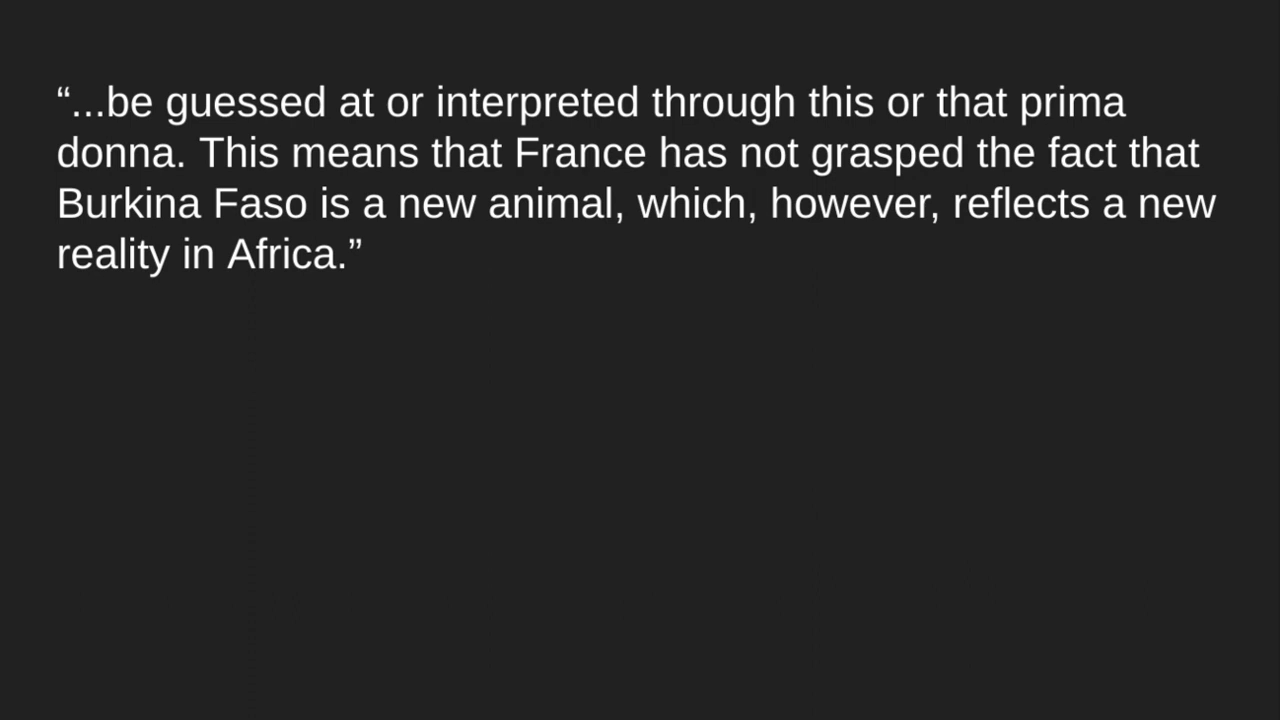 “...be guessed at or interpreted through this or that prima
donna. This means that France has not grasped the fact that
Burkina Faso is a new animal, which, however, reflects a new
reality in Africa.”